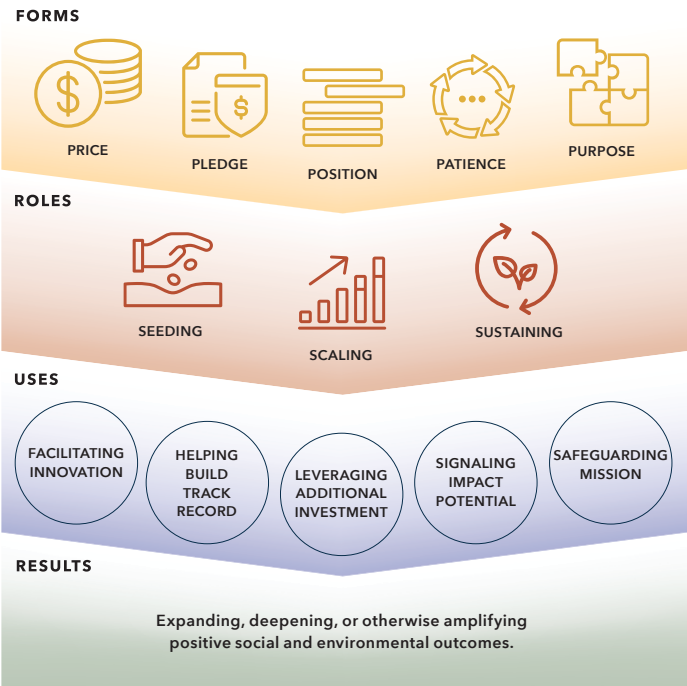 FORMS
$
$
PRICE
PLEDGE
POSITION
PATIENCE
PURPOSE
ROLES
SEEDING
SCALING
SUSTAINING
USES
FACILITATING
INNOVATION
HELPING
BUILD
TRACK
RECORD
LEVERAGING
ADDITIONAL
INVESTMENT
SIGNALING
IMPACT
POTENTIAL
SAFEGUARDING
MISSION
RESULTS
Expanding, deepening, or otherwise amplifying
positive social and environmental outcomes.